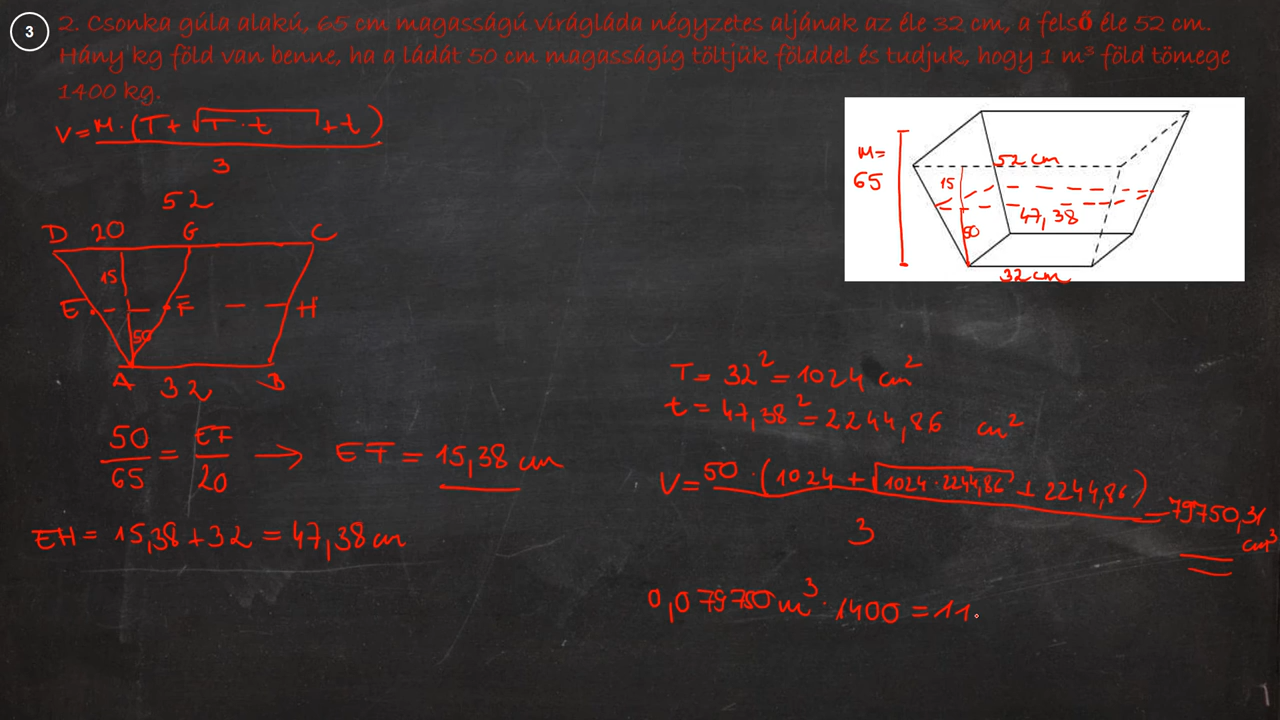 3
2. Csonka gúla alakú, 65 cm magasságú virágláda négyzetes aljának az éle 32 cm, a felső éle 52 cm.
Hány kg föld van benne, ha a ládát 50 cm magasságig töltjük földdel és tudjuk, hogy 1 m³ föld tömege
1400 kg.
V = M · (T + √T · t + t) / 3
52
D 20 G C
15
E F H
50
A 32 B
50/65 = EF/20 → EF = 15,38 cm
EH = 15,38 + 32 = 47,38 cm
M =
65
52 cm
15
47,38
50
32 cm
T = 32² = 1024 cm²
t = 47,38² = 2244,86 cm²
V = 50 · (1024 + √1024 · 2244,86 + 2244,86) / 3 = 79750,31 cm³
0,079750 m³ · 1400 = 11.